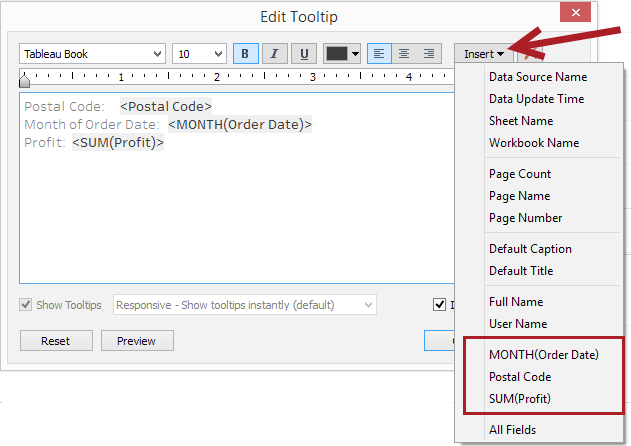 Edit Tooltip
Tableau Book 10 B I U Insert
1 2 3 4
Postal Code: <Postal Code>
Month of Order Date: <MONTH(Order Date)>
Profit: <SUM(Profit)>
Show Tooltips Responsive - Show tooltips instantly (default)
Reset Preview
Data Source Name
Data Update Time
Sheet Name
Workbook Name
Page Count
Page Name
Page Number
Default Caption
Default Title
Full Name
User Name
MONTH(Order Date)
Postal Code
SUM(Profit)
All Fields